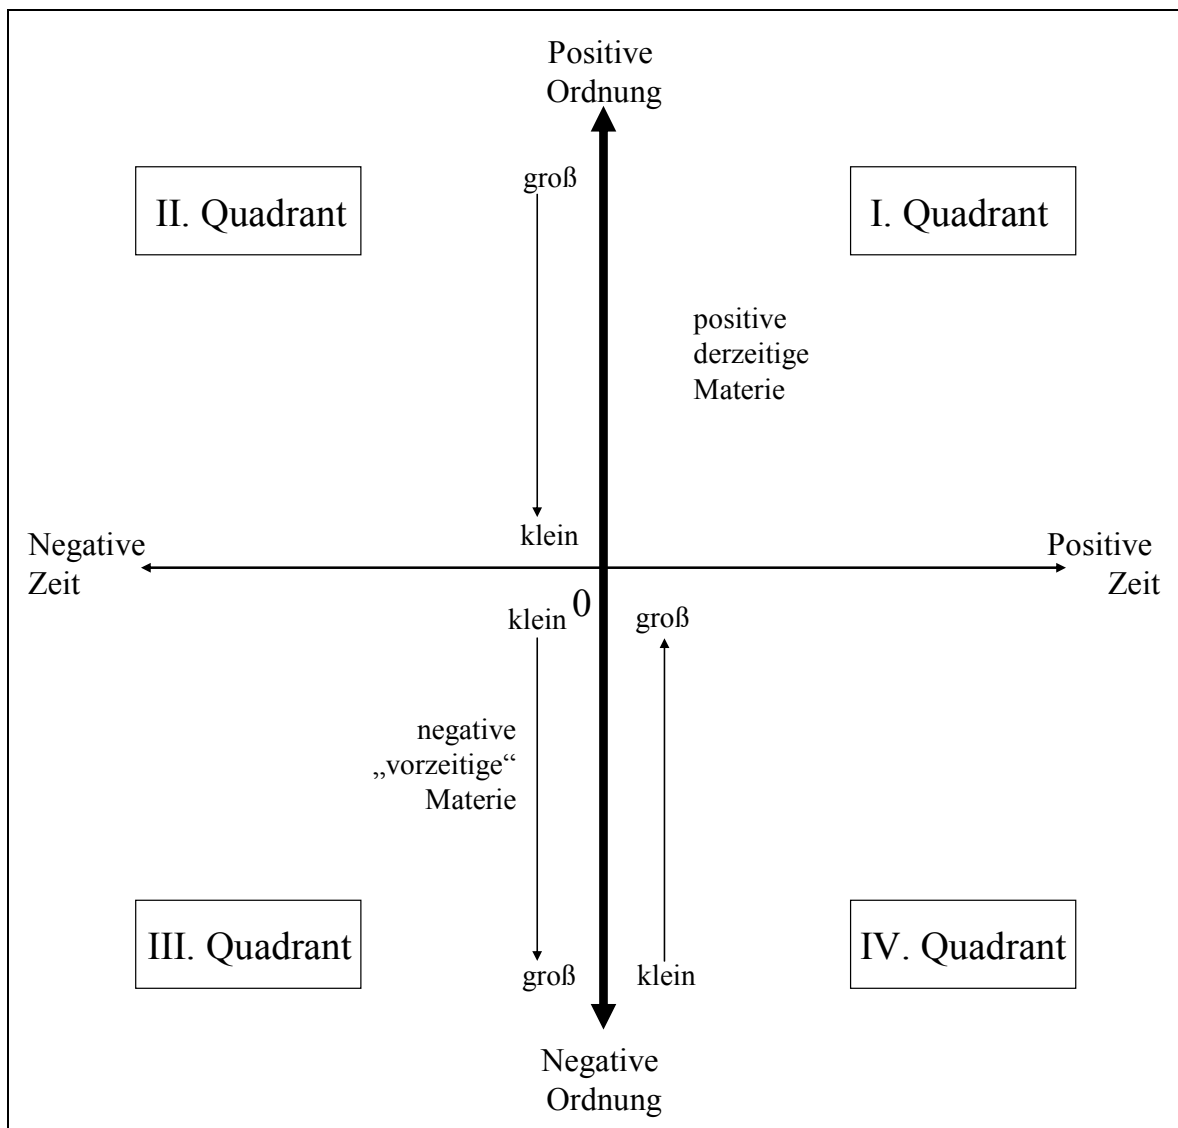 Positive
Ordnung
II. Quadrant
groß
I. Quadrant
positive
derzeitige
Materie
klein
Negative
Zeit
Positive
Zeit
klein
0
groß
negative
„vorzeitige“
Materie
III. Quadrant
groß
klein
IV. Quadrant
Negative
Ordnung